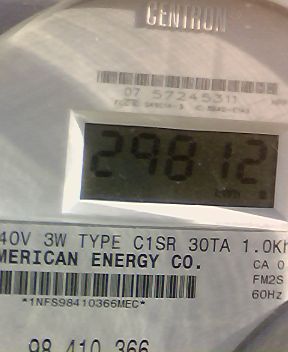 CENTRON
07 57245311
29812
40V 3W TYPE C1SR 30TA 1.0Kh
MERICAN ENERGY CO.
CA 0
FM2S
60Hz
*1NFS98410366MEC*
98 410 366